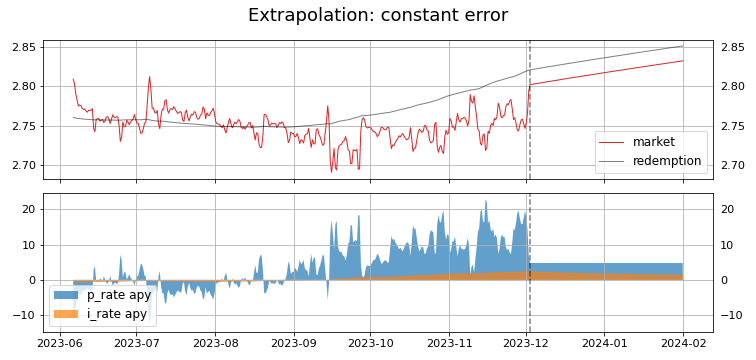 Extrapolation: constant error
2.85 2.85
2.80 2.80
2.75 2.75
market
redemption
2.70 2.70
20 20
10 10
0 0
p_rate apy
i_rate apy
−10 −10
2023-06 2023-07 2023-08 2023-09 2023-10 2023-11 2023-12 2024-01 2024-02